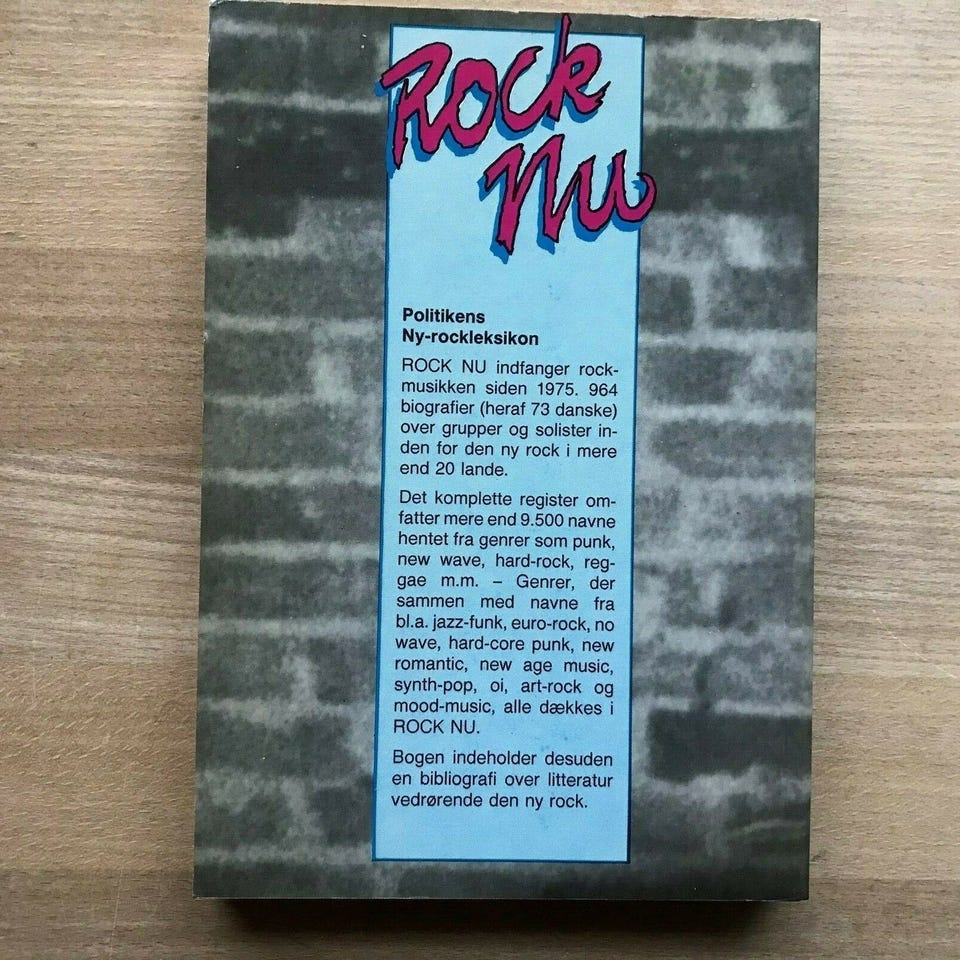 Rock
Nu
Politikens
Ny-rockleksikon
ROCK NU indfanger rock-
musikken siden 1975. 964
biografier (heraf 73 danske)
over grupper og solister in-
den for den ny rock i mere
end 20 lande.
Det komplette register om-
fatter mere end 9.500 navne
hentet fra genrer som punk,
new wave, hard-rock, reg-
gae m.m. – Genrer, der
sammen med navne fra
bl.a. jazz-funk, euro-rock, no
wave, hard-core punk, new
romantic, new age music,
synth-pop, oi, art-rock og
mood-music, alle dækkes i
ROCK NU.
Bogen indeholder desuden
en bibliografi over litteratur
vedrørende den ny rock.